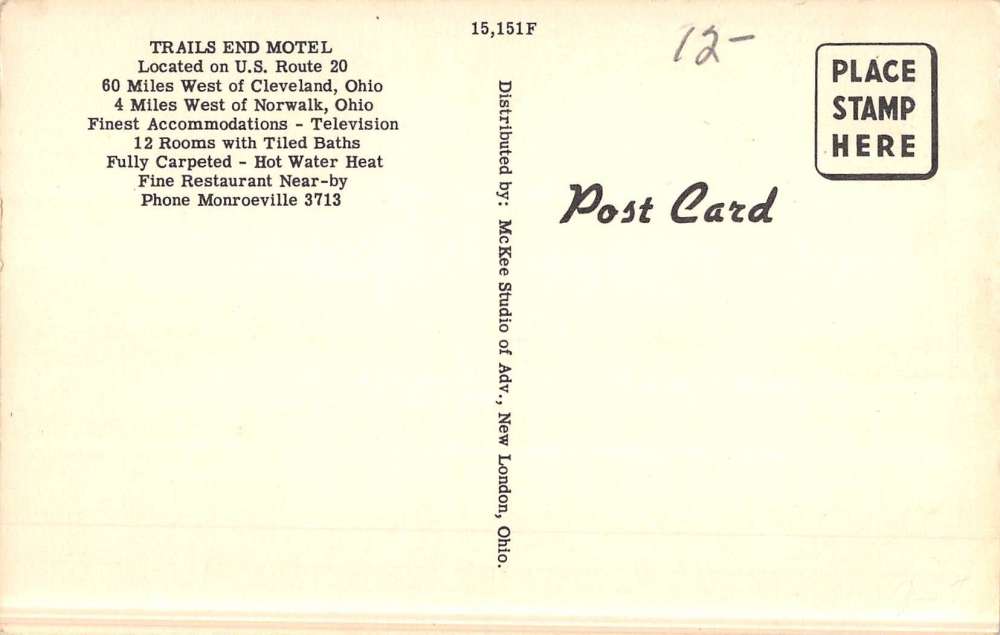 15,151F
TRAILS END MOTEL
Located on U.S. Route 20
60 Miles West of Cleveland, Ohio
4 Miles West of Norwalk, Ohio
Finest Accommodations - Television
12 Rooms with Tiled Baths
Fully Carpeted - Hot Water Heat
Fine Restaurant Near-by
Phone Monroeville 3713
Distributed by: McKee Studio of Adv., New London, Ohio.
12-
PLACE
STAMP
HERE
Post Card